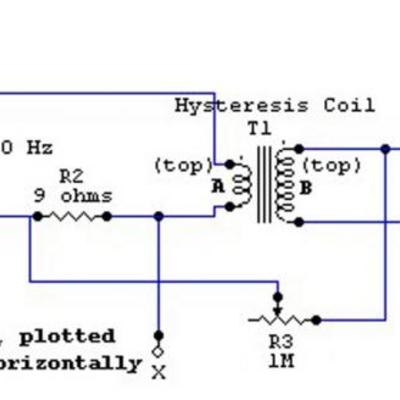 Hysteresis Coil
T1
0 Hz
(top)
(top)
R2
A
B
9 ohms
, plotted
orizontally
X
R3
1M